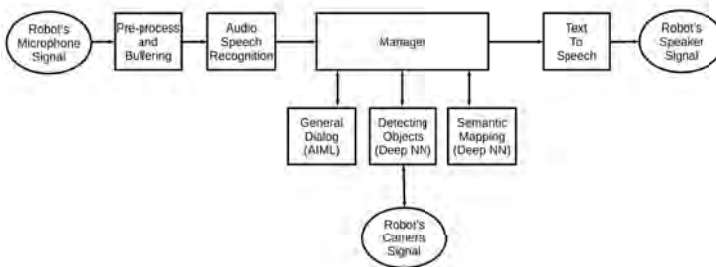 Robot's
Microphone
Signal
Pre-process
and
Buffering
Audio
Speech
Recognition
Manager
Text
To
Speech
Robot's
Speaker
Signal
General
Dialog
(AIML)
Detecting
Objects
(Deep NN)
Semantic
Mapping
(Deep NN)
Robot's
Camera
Signal